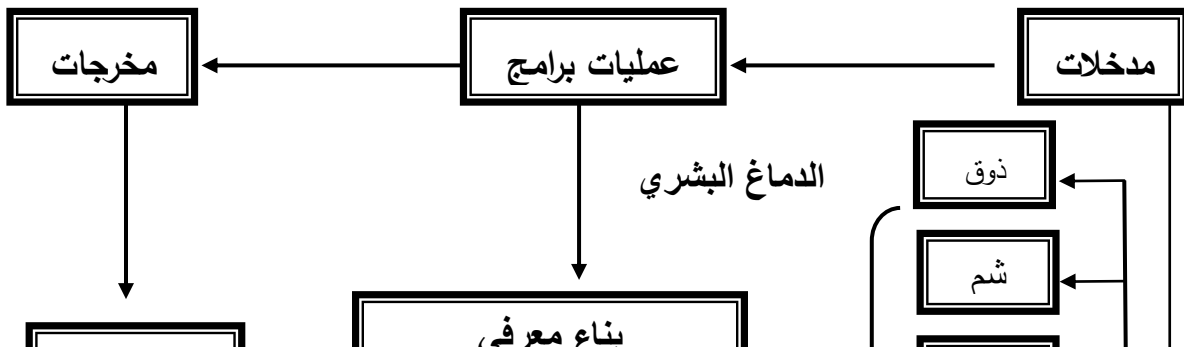 مدخلات
عمليات برامج
مخرجات
الدماغ البشري
ذوق
شم
بناء معرفي